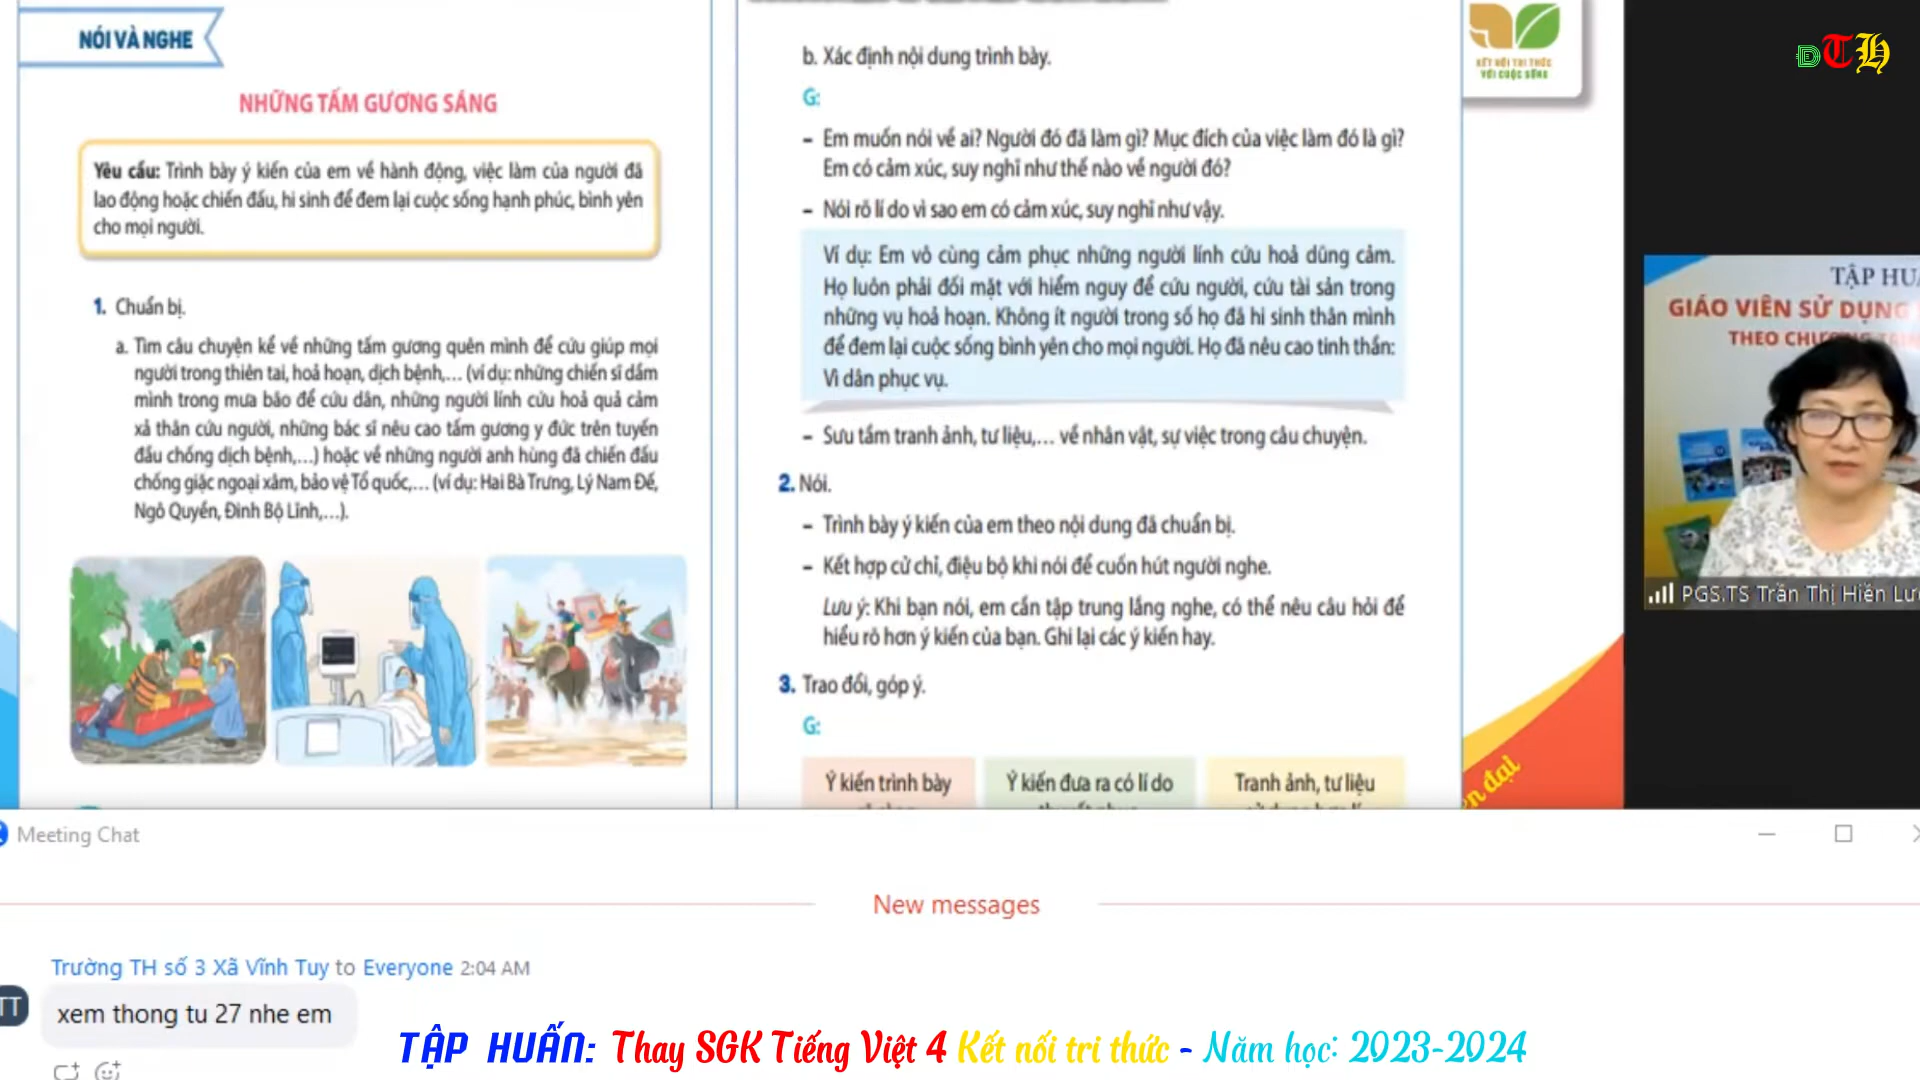 NÓI VÀ NGHE
NHỮNG TẤM GƯƠNG SÁNG
Yêu cầu: Trình bày ý kiến của em về hành động, việc làm của người đã
lao động hoặc chiến đấu, hi sinh để đem lại cuộc sống hạnh phúc, bình yên
cho mọi người.
1. Chuẩn bị.
a. Tìm câu chuyện kể về những tấm gương quên mình để cứu giúp mọi
người trong thiên tai, hoả hoạn, dịch bệnh,... (ví dụ: những chiến sĩ dầm
mình trong mưa bão để cứu dân, những người lính cứu hoả quả cảm
xả thân cứu người, những bác sĩ nêu cao tấm gương y đức trên tuyến
đầu chống dịch bệnh,...) hoặc về những người anh hùng đã chiến đấu
chống giặc ngoại xâm, bảo vệ Tổ quốc,... (ví dụ: Hai Bà Trưng, Lý Nam Đế,
Ngô Quyền, Đinh Bộ Lĩnh,...).
b. Xác định nội dung trình bày.
G:
– Em muốn nói về ai? Người đó đã làm gì? Mục đích của việc làm đó là gì?
Em có cảm xúc, suy nghĩ như thế nào về người đó?
– Nói rõ lí do vì sao em có cảm xúc, suy nghĩ như vậy.
Ví dụ: Em vô cùng cảm phục những người lính cứu hoả dũng cảm.
Họ luôn phải đối mặt với hiểm nguy để cứu người, cứu tài sản trong
những vụ hoả hoạn. Không ít người trong số họ đã hi sinh thân mình
để đem lại cuộc sống bình yên cho mọi người. Họ đã nêu cao tinh thần:
Vì dân phục vụ.
– Sưu tầm tranh ảnh, tư liệu,... về nhân vật, sự việc trong câu chuyện.
2. Nói.
– Trình bày ý kiến của em theo nội dung đã chuẩn bị.
– Kết hợp cử chỉ, điệu bộ khi nói để cuốn hút người nghe.
Lưu ý: Khi bạn nói, em cần tập trung lắng nghe, có thể nêu câu hỏi để
hiểu rõ hơn ý kiến của bạn. Ghi lại các ý kiến hay.
3. Trao đổi, góp ý.
G:
Ý kiến trình bày
Ý kiến đưa ra có lí do
Tranh ảnh, tư liệu
KẾT NỐI TRI THỨC
VỚI CUỘC SỐNG
ĐTH
TẬP HU
GIÁO VIÊN SỬ DỤNG
THEO CHƯƠNG
PGS.TS Trần Thị Hiền Lư
Meeting Chat
New messages
Trường TH số 3 Xã Vĩnh Tuy to Everyone 2:04 AM
TT
xem thong tu 27 nhe em
TẬP HUẤN: Thay SGK Tiếng Việt 4 Kết nối tri thức - Năm học: 2023-2024